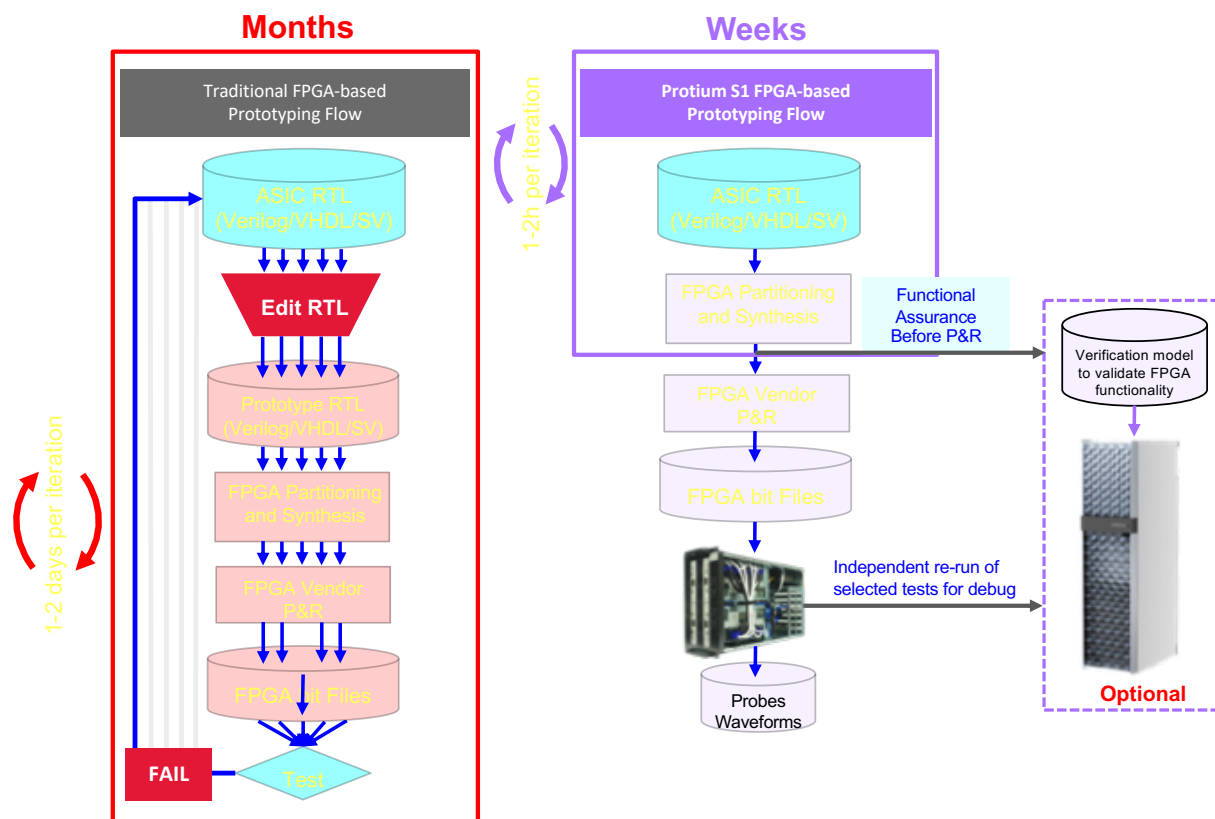 Months
Traditional FPGA-based
Prototyping Flow
ASiC RTL
(Verilog/VHDL/SV)
Edit RTL
Prototype RTL
(Verilog/VHDL/SV)
FPGA Partitioning
and Synthesis
FPGA Vendor
P&R
FPGA bit Files
Test
FAIL
1-2 days per iteration
Weeks
Protium S1 FPGA-based
Prototyping Flow
1-2h per iteration
ASIC RTL
(Verilog/VHDL/SV)
FPGA Partitioning
and Synthesis
Functional
Assurance
Before P&R
FPGA Vendor
P&R
FPGA bit Files
Independent re-run of
selected tests for debug
Probes
Waveforms
Verification model
to validate FPGA
functionality
Optional